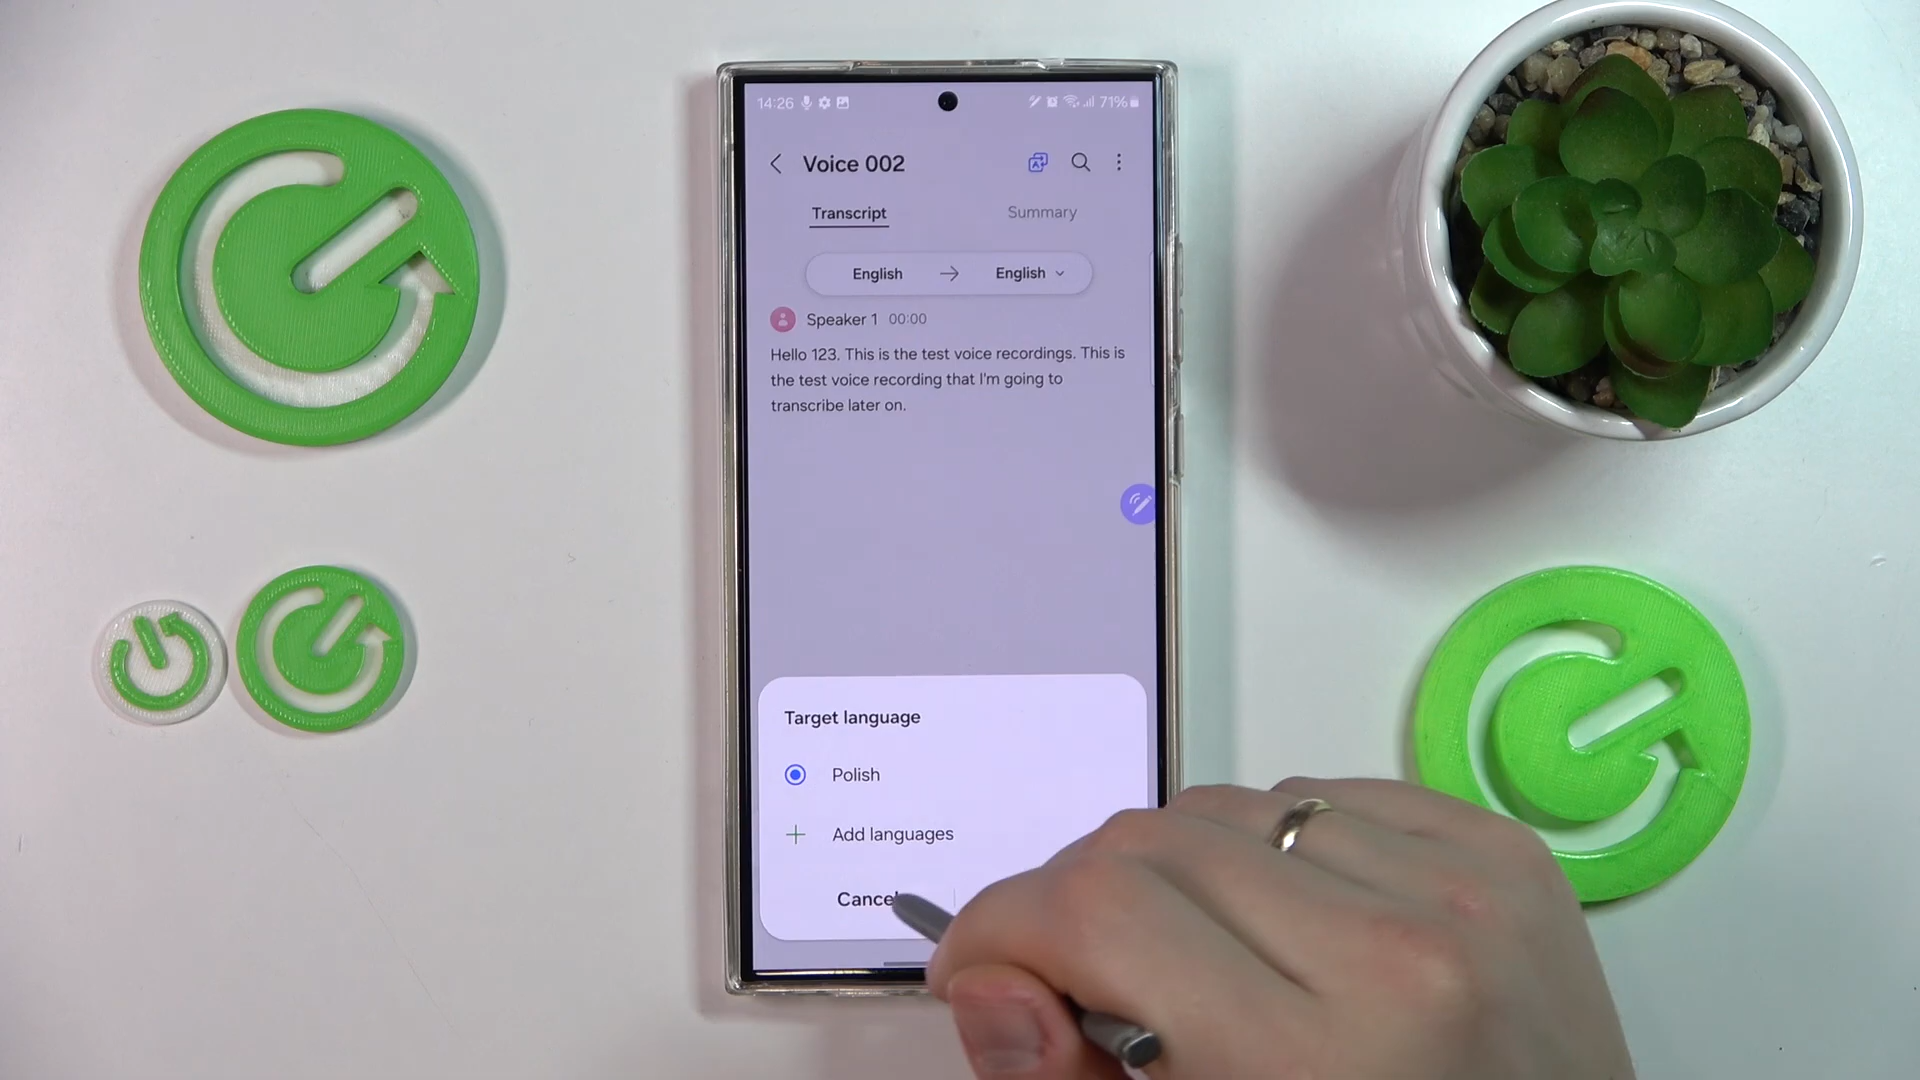 14:26 71%
Voice 002
Transcript Summary
English → English
Speaker 1 00:00
Hello 123. This is the test voice recordings. This is
the test voice recording that I'm going to
transcribe later on.
Target language
Polish
+ Add languages
Cancel